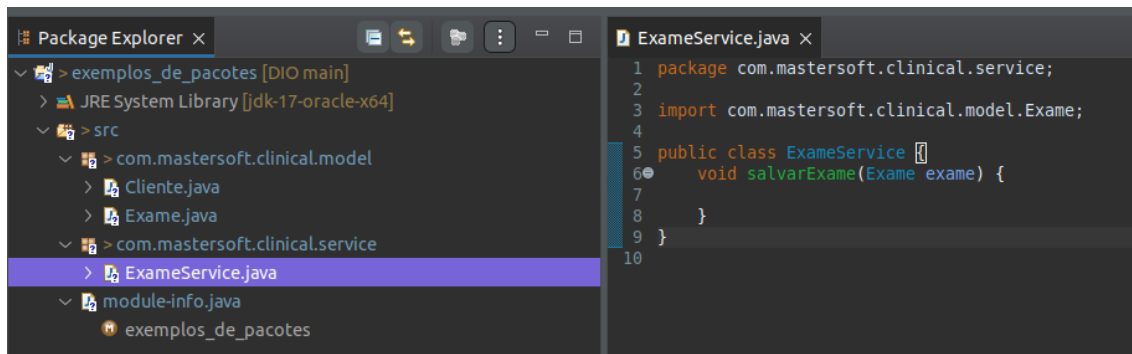 Package Explorer
> exemplos_de_pacotes [DIO main]
JRE System Library [jdk-17-oracle-x64]
> src
> com.mastersoft.clinical.model
Cliente.java
Exame.java
> com.mastersoft.clinical.service
ExameService.java
module-info.java
exemplos_de_pacotes
ExameService.java
1 package com.mastersoft.clinical.service;
2
3 import com.mastersoft.clinical.model.Exame;
4
5 public class ExameService {
6 void salvarExame(Exame exame) {
7
8 }
9 }
10